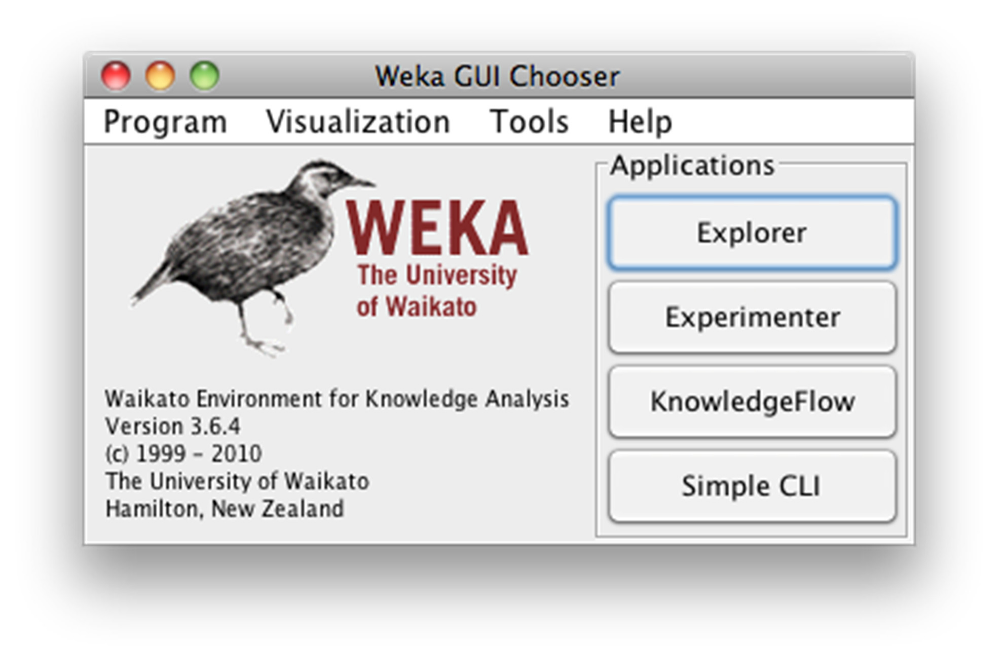 Weka GUI Chooser
Program Visualization Tools Help
WEKA
The University
of Waikato
Waikato Environment for Knowledge Analysis
Version 3.6.4
(c) 1999 – 2010
The University of Waikato
Hamilton, New Zealand
Applications
Explorer
Experimenter
KnowledgeFlow
Simple CLI